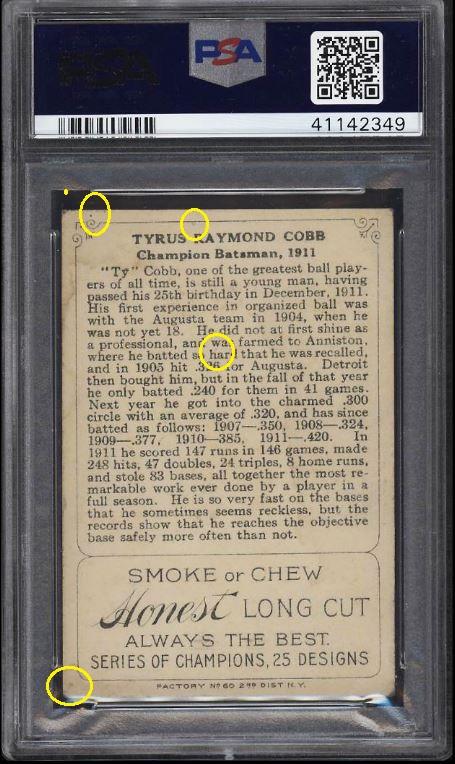 PSA
PSA
41142349
TYRUS RAYMOND COBB
Champion Batsman, 1911
"Ty" Cobb, one of the greatest ball play-
ers of all time, is still a young man, having
passed his 25th birthday in December, 1911.
His first experience in organized ball was
with the Augusta team in 1904, when he
was not yet 18. He did not at first shine as
a professional, and was farmed to Anniston,
where he batted so hard that he was recalled,
and in 1905 hit .326 for Augusta. Detroit
then bought him, but in the fall of that year
he only batted .240 for them in 41 games.
Next year he got into the charmed .300
circle with an average of .320, and has since
batted as follows: 1907—.350, 1908—.324,
1909—.377, 1910—385, 1911—.420. In
1911 he scored 147 runs in 146 games, made
248 hits, 47 doubles, 24 triples, 8 home runs,
and stole 83 bases, all together the most re-
markable work ever done by a player in a
full season. He is so very fast on the bases
that he sometimes seems reckless, but the
records show that he reaches the objective
base safely more often than not.
SMOKE or CHEW
Honest LONG CUT
ALWAYS THE BEST.
SERIES OF CHAMPIONS, 25 DESIGNS
FACTORY Nº 60 2ND DIST N.Y.